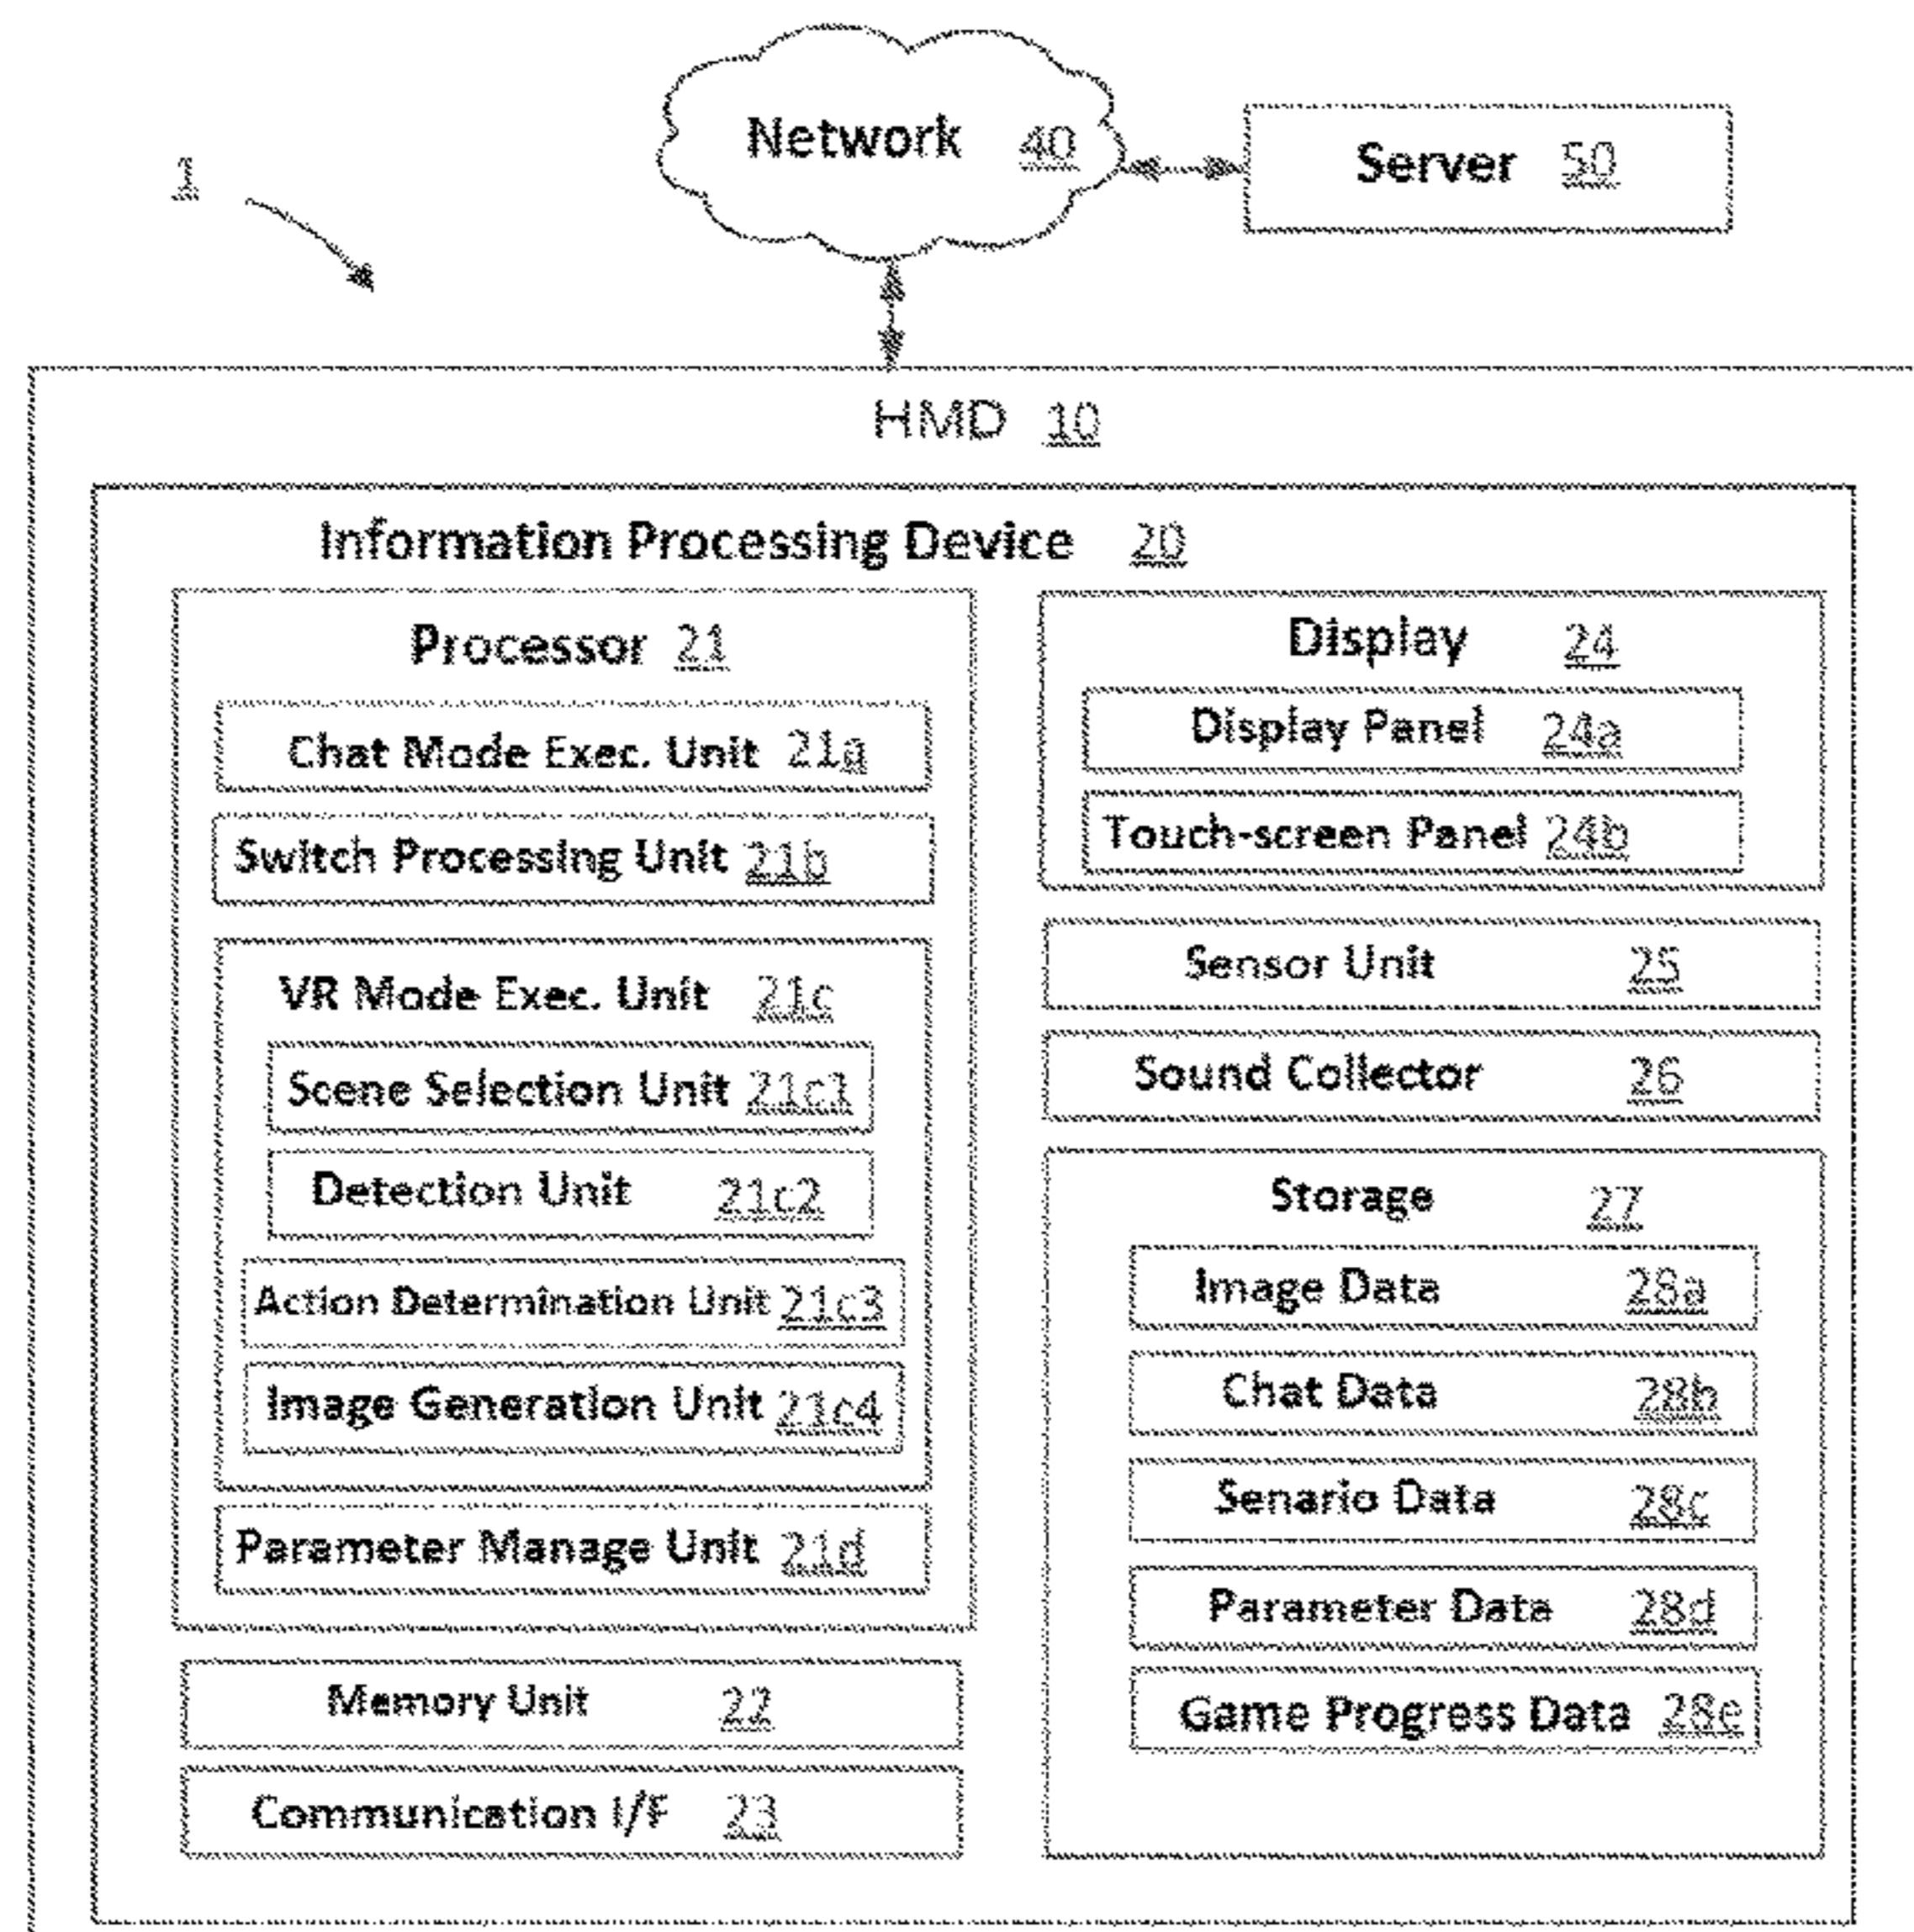 Network 40
Server 50
1
HMD 10
Information Processing Device 20
Processor 21
Chat Mode Exec. Unit 21a
Switch Processing Unit 21b
VR Mode Exec. Unit 21c
Scene Selection Unit 21c1
Detection Unit 21c2
Action Determination Unit 21c3
Image Generation Unit 21c4
Parameter Manage Unit 21d
Memory Unit 22
Communication I/F 23
Display 24
Display Panel 24a
Touch-screen Panel 24b
Sensor Unit 25
Sound Collector 26
Storage 27
Image Data 28a
Chat Data 28b
Senario Data 28c
Parameter Data 28d
Game Progress Data 28e